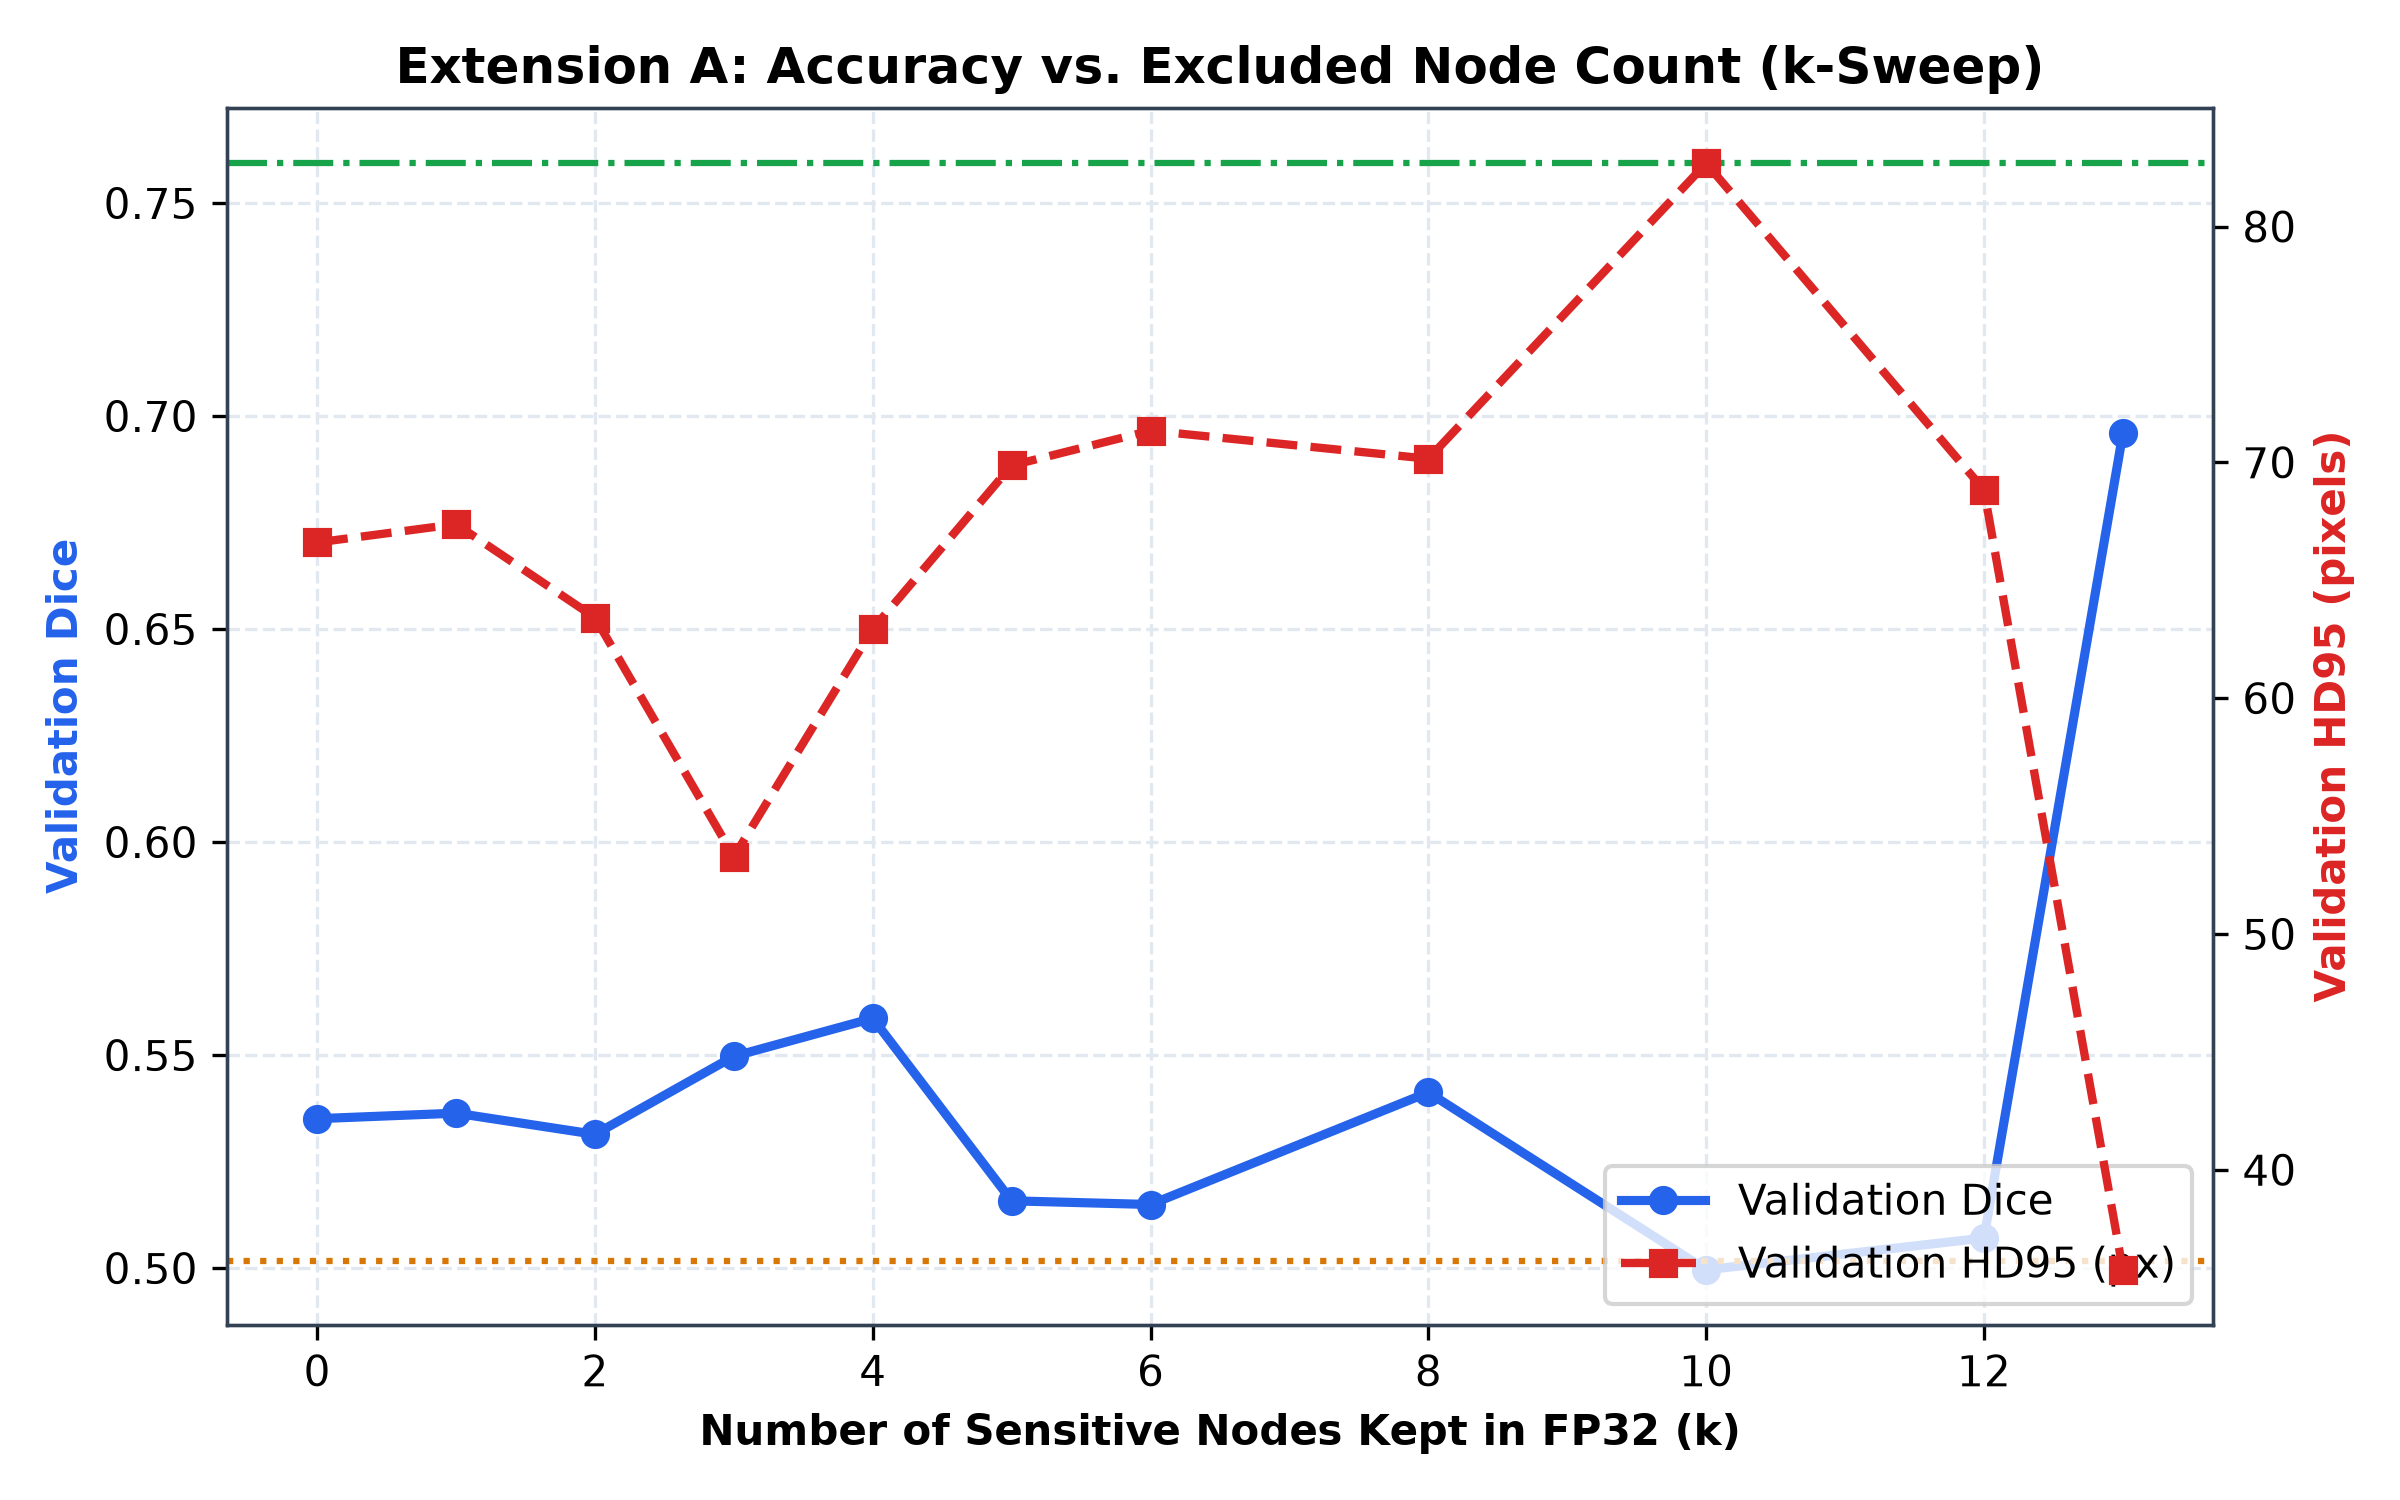 Extension A: Accuracy vs. Excluded Node Count (k-Sweep)
Validation Dice
0.75
0.70
0.65
0.60
0.55
0.50
80
70
60
50
40
Validation HD95 (pixels)
Validation Dice
Validation HD95 (px)
0 2 4 6 8 10 12
Number of Sensitive Nodes Kept in FP32 (k)